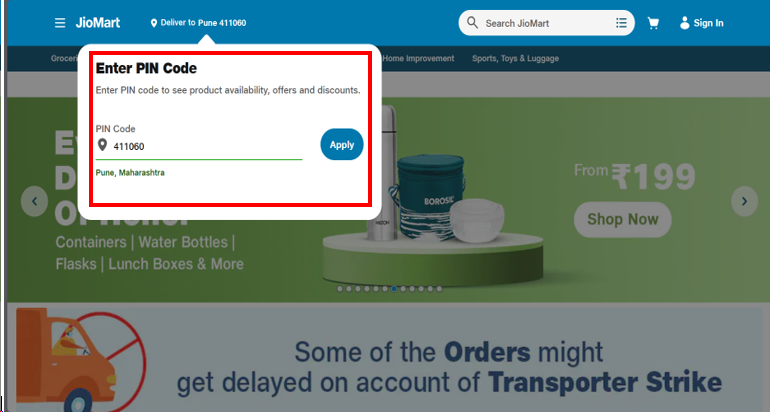 JioMart
Deliver to Pune 411060
Search JioMart
Sign In
Home Improvement
Sports, Toys & Luggage
Enter PIN Code
Enter PIN code to see product availability, offers and discounts.
PIN Code
411060
Apply
Pune, Maharashtra
From ₹199
BOROSIL
Shop Now
Containers | Water Bottles |
Flasks | Lunch Boxes & More
Some of the Orders might
get delayed on account of Transporter Strike